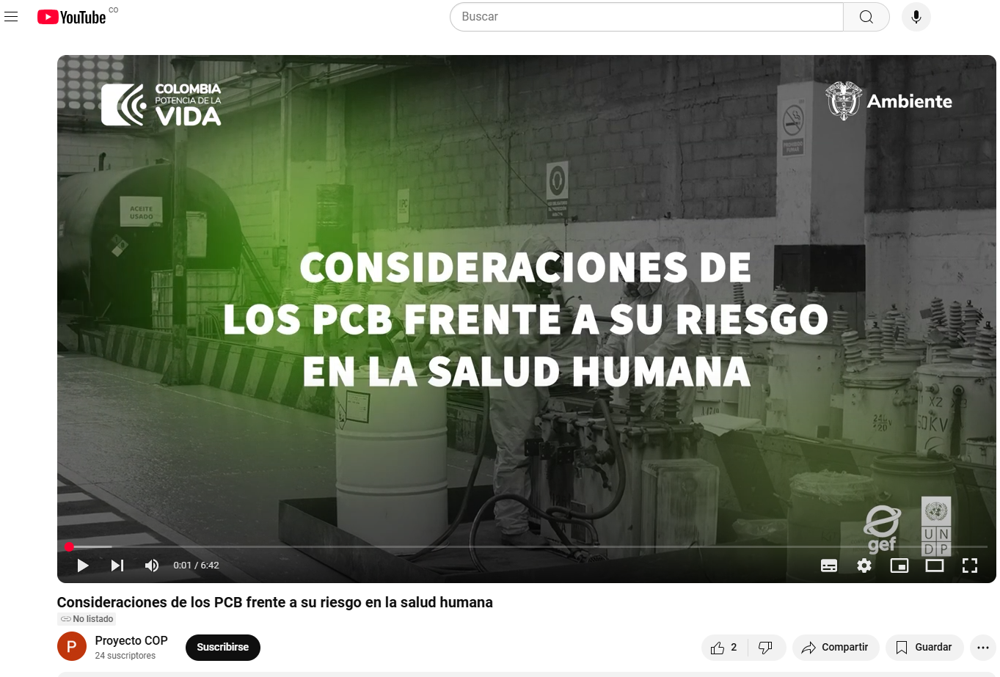 YouTube CO
Buscar
COLOMBIA
POTENCIA DE LA
VIDA
Ambiente
ACEITE
USADO
CONSIDERACIONES DE
LOS PCB FRENTE A SU RIESGO
EN LA SALUD HUMANA
50KV
gef
U N
D P
0:01 / 6:42
Consideraciones de los PCB frente a su riesgo en la salud humana
No listado
P
Proyecto COP
24 suscriptores
Suscribirse
2
Compartir
Guardar